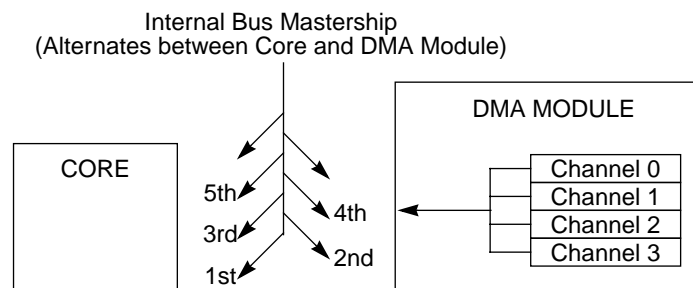 Internal Bus Mastership
(Alternates between Core and DMA Module)
DMA MODULE
CORE
Channel 0
Channel 1
Channel 2
Channel 3
5th
4th
3rd
2nd
1st